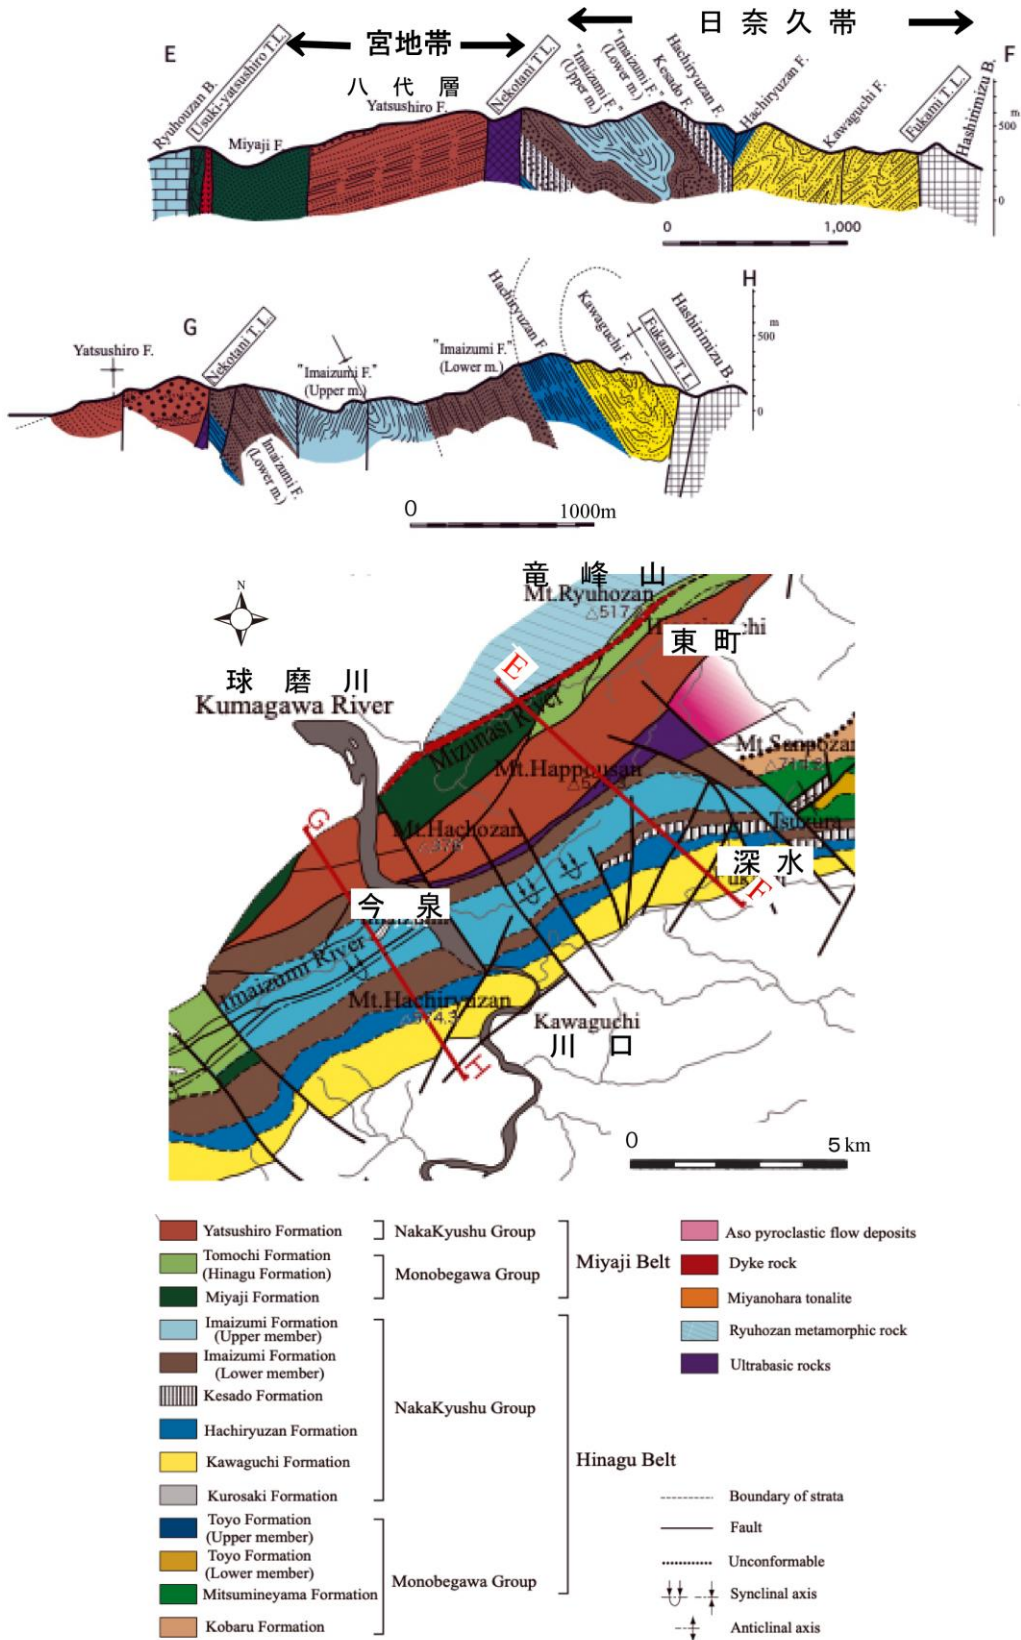 E
宮地帯
日奈久帯
F
Ryuhouzan B.
Usuki-yatsushiro T.L.
Miyaji F.
八代層
Yatsushiro F.
Nekotani T.L.
"Imaizumi F."
(Upper m.)
"Imaizumi F."
(Lower m.)
Kesado F.
Hachiryuzan F.
Hachiryuzan F.
Kawaguchi F.
Fukami T.L.
Hashirimizu B.
m
500
0
0 1,000
G
H
Yatsushiro F.
Nekotani T.L.
Imaizumi F.
(Lower m.)
"Imaizumi F."
(Upper m.)
"Imaizumi F."
(Lower m.)
Hachiryuzan F.
Kawaguchi F.
Fukami T.L.
Hashirimizu B.
m
500
0
0 1000m
N
竜峰山
Mt.Ryuhozan
△517.
東町
E
球磨川
Kumagawa River
Mizunasi River
Mt.Sanpozan
Mt.Happousan
G
Mt.Hachozan
Tsuzura
深水
F
今泉
Imaizumi River
Mt.Hachiryuzan
Kawaguchi
川口
H
0 5 km
Yatsushiro Formation
Tomochi Formation
(Hinagu Formation)
Miyaji Formation
Imaizumi Formation
(Upper member)
Imaizumi Formation
(Lower member)
Kesado Formation
Hachiryuzan Formation
Kawaguchi Formation
Kurosaki Formation
Toyo Formation
(Upper member)
Toyo Formation
(Lower member)
Mitsumineyama Formation
Kobaru Formation
NakaKyushu Group
Monobegawa Group
NakaKyushu Group
Monobegawa Group
Miyaji Belt
Hinagu Belt
Aso pyroclastic flow deposits
Dyke rock
Miyanohara tonalite
Ryuhozan metamorphic rock
Ultrabasic rocks
Boundary of strata
Fault
Unconformable
Synclinal axis
Anticlinal axis